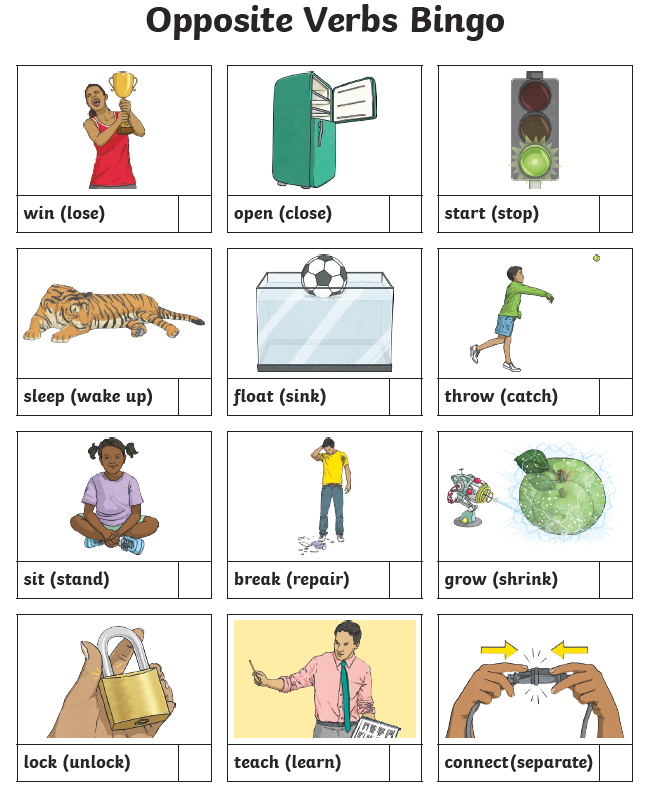 Opposite Verbs Bingo
win (lose)
open (close)
start (stop)
sleep (wake up)
float (sink)
throw (catch)
sit (stand)
break (repair)
grow (shrink)
lock (unlock)
teach (learn)
connect(separate)